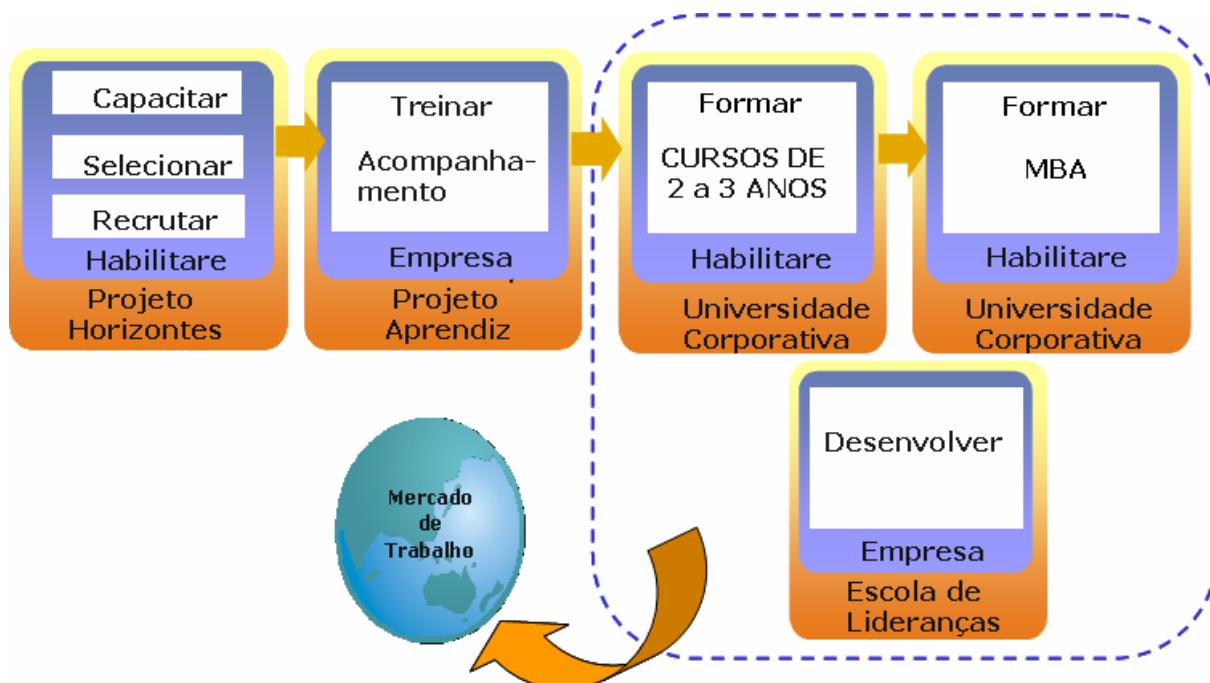 Capacitar
Selecionar
Recrutar
Habilitare
Projeto
Horizontes
Treinar
Acompanha-
mento
Empresa
Projeto
Aprendiz
Formar
CURSOS DE
2 a 3 ANOS
Habilitare
Universidade
Corporativa
Formar
MBA
Habilitare
Universidade
Corporativa
Desenvolver
Empresa
Escola de
Lideranças
Mercado
de
Trabalho